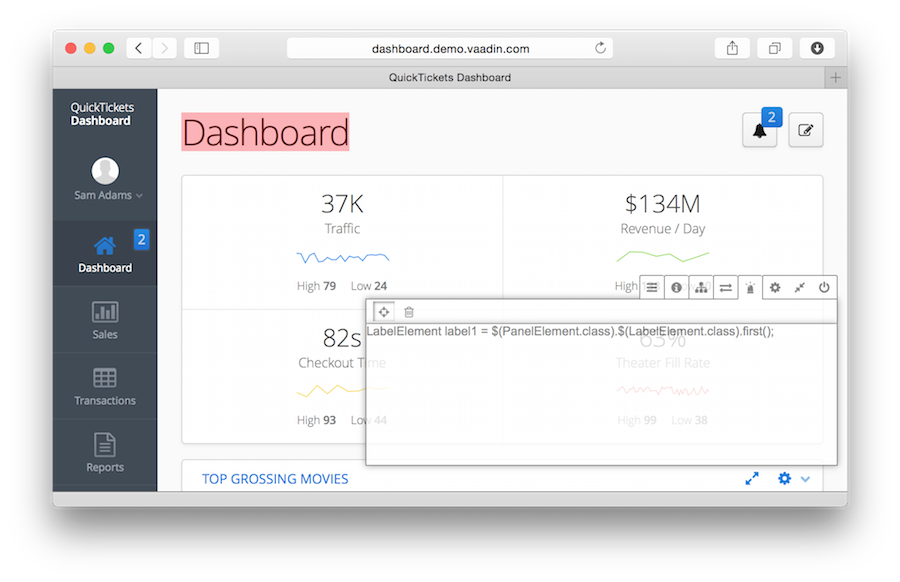 dashboard.demo.vaadin.com
QuickTickets Dashboard
QuickTickets
Dashboard
Sam Adams
Dashboard
2
Sales
Transactions
Reports
Dashboard
2
37K
Traffic
High 79 Low 24
$134M
Revenue / Day
High
82s
Checkout Time
High 93 Low 44
63%
Theater Fill Rate
High 99 Low 38
LabelElement label1 = $(PanelElement.class).$(LabelElement.class).first();
TOP GROSSING MOVIES